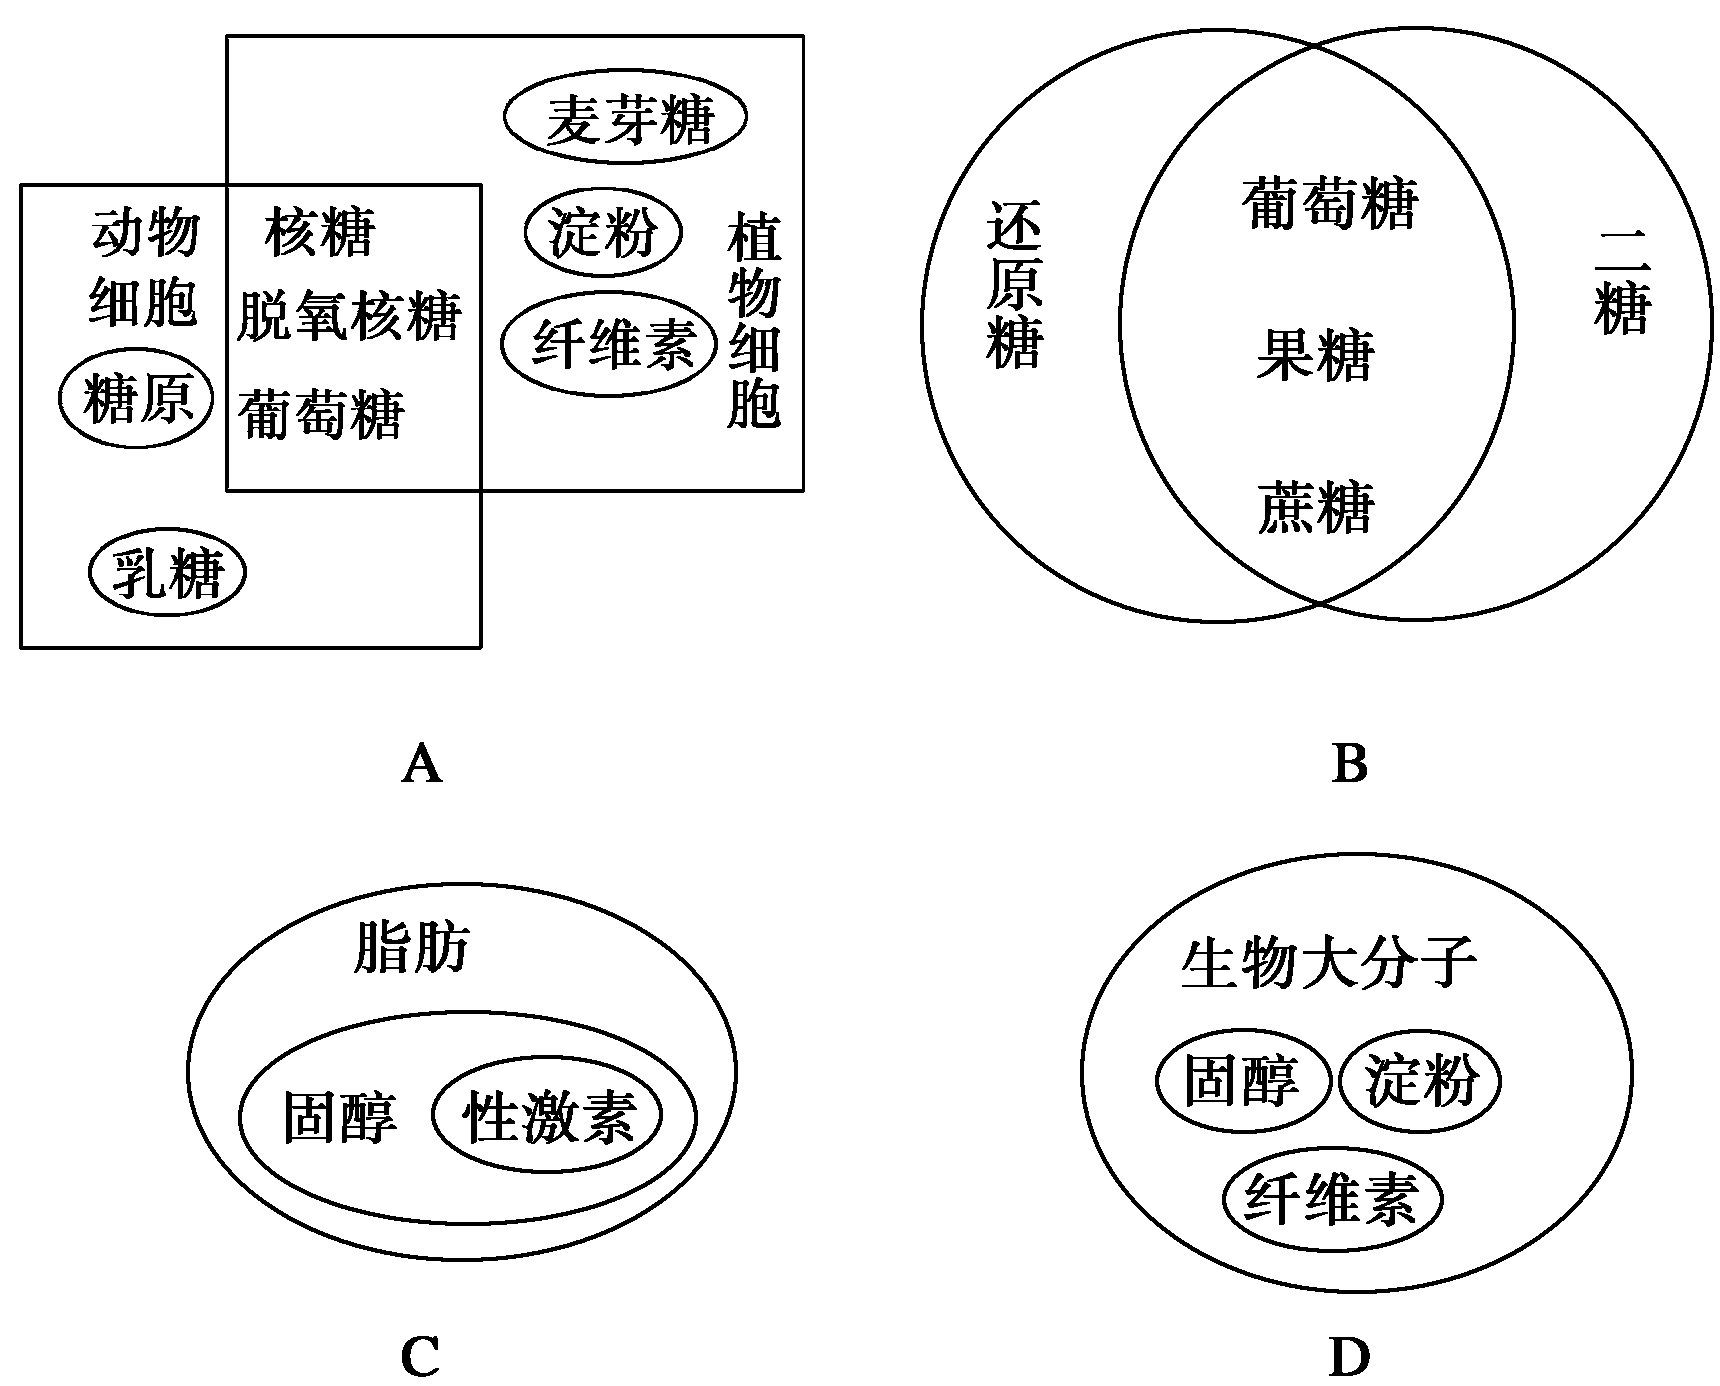 麦芽糖
动物细胞
核糖
淀粉
植物细胞
脱氧核糖
纤维素
糖原
葡萄糖
乳糖
A
还原糖
葡萄糖
二糖
果糖
蔗糖
B
脂肪
固醇
性激素
C
生物大分子
固醇
淀粉
纤维素
D